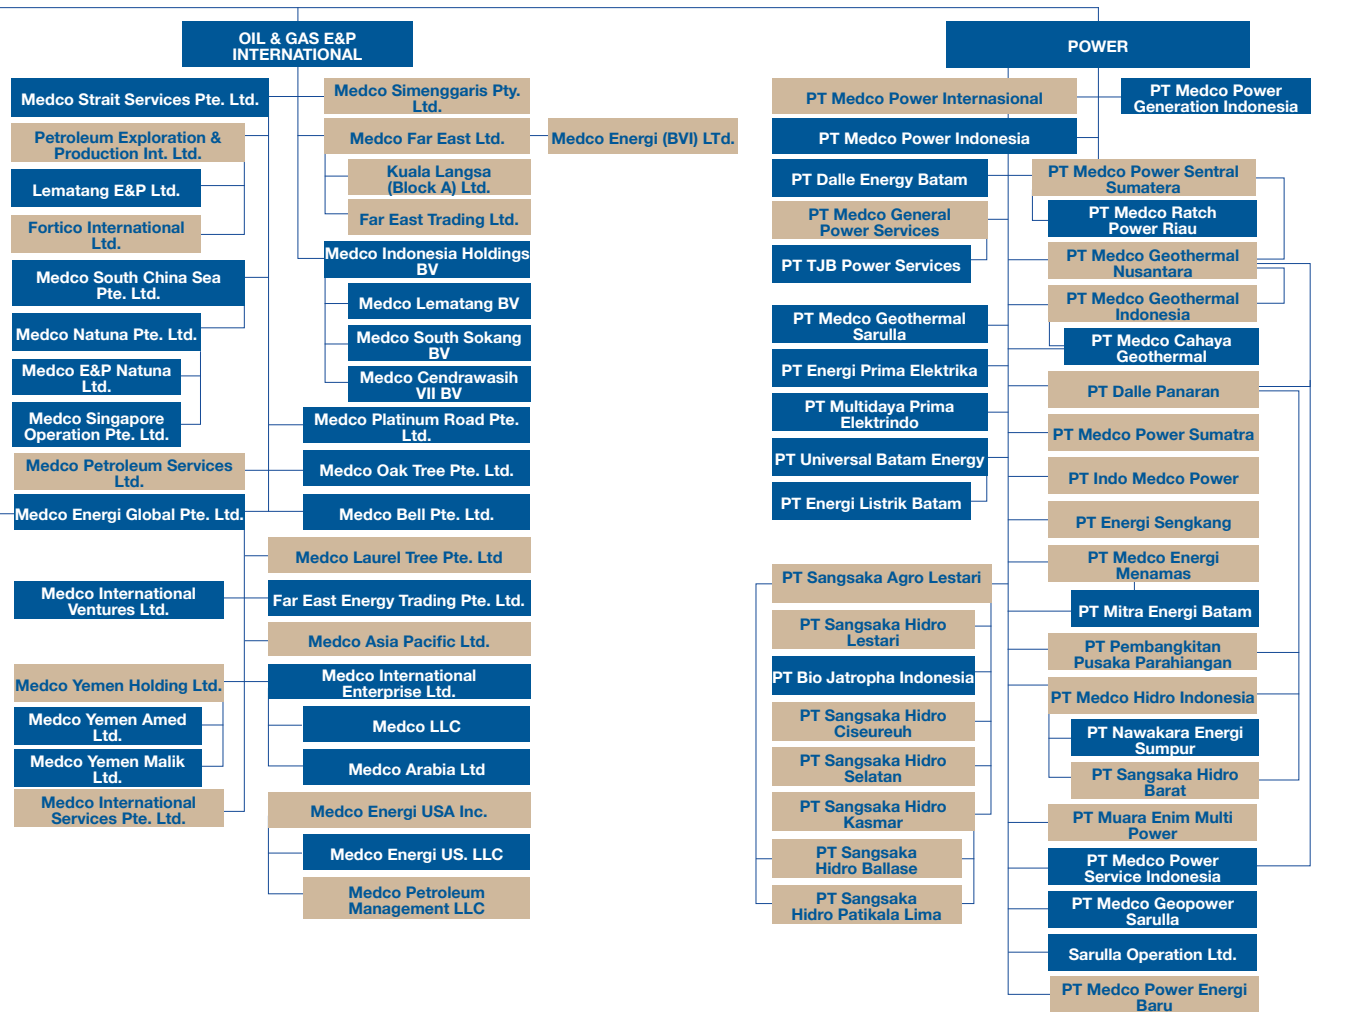 OIL & GAS E&P
INTERNATIONAL
Medco Strait Services Pte. Ltd.
Petroleum Exploration &
Production Int. Ltd.
Lematang E&P Ltd.
Fortico International
Ltd.
Medco South China Sea
Pte. Ltd.
Medco Natuna Pte. Ltd.
Medco E&P Natuna
Ltd.
Medco Singapore
Operation Pte. Ltd.
Medco Petroleum Services
Ltd.
Medco Energi Global Pte. Ltd.
Medco International
Ventures Ltd.
Medco Yemen Holding Ltd.
Medco Yemen Amed
Ltd.
Medco Yemen Malik
Ltd.
Medco International
Services Pte. Ltd.
Medco Simenggaris Pty.
Ltd.
Medco Far East Ltd.
Medco Energi (BVI) LTd.
Kuala Langsa
(Block A) Ltd.
Far East Trading Ltd.
Medco Indonesia Holdings
BV
Medco Lematang BV
Medco South Sokang
BV
Medco Cendrawasih
VII BV
Medco Platinum Road Pte.
Ltd.
Medco Oak Tree Pte. Ltd.
Medco Bell Pte. Ltd.
Medco Laurel Tree Pte. Ltd
Far East Energy Trading Pte. Ltd.
Medco Asia Pacific Ltd.
Medco International
Enterprise Ltd.
Medco LLC
Medco Arabia Ltd
Medco Energi USA Inc.
Medco Energi US. LLC
Medco Petroleum
Management LLC
POWER
PT Medco Power Internasional
PT Medco Power Indonesia
PT Dalle Energy Batam
PT Medco General
Power Services
PT TJB Power Services
PT Medco Geothermal
Sarulla
PT Energi Prima Elektrika
PT Multidaya Prima
Elektrindo
PT Universal Batam Energy
PT Energi Listrik Batam
PT Sangsaka Agro Lestari
PT Sangsaka Hidro
Lestari
PT Bio Jatropha Indonesia
PT Sangsaka Hidro
Ciseureuh
PT Sangsaka Hidro
Selatan
PT Sangsaka Hidro
Kasmar
PT Sangsaka
Hidro Ballase
PT Sangsaka
Hidro Patikala Lima
PT Medco Power
Generation Indonesia
PT Medco Power Sentral
Sumatera
PT Medco Ratch
Power Riau
PT Medco Geothermal
Nusantara
PT Medco Geothermal
Indonesia
PT Medco Cahaya
Geothermal
PT Dalle Panaran
PT Medco Power Sumatra
PT Indo Medco Power
PT Energi Sengkang
PT Medco Energi
Menamas
PT Mitra Energi Batam
PT Pembangkitan
Pusaka Parahiangan
PT Medco Hidro Indonesia
PT Nawakara Energi
Sumpur
PT Sangsaka Hidro
Barat
PT Muara Enim Multi
Power
PT Medco Power
Service Indonesia
PT Medco Geopower
Sarulla
Sarulla Operation Ltd.
PT Medco Power Energi
Baru